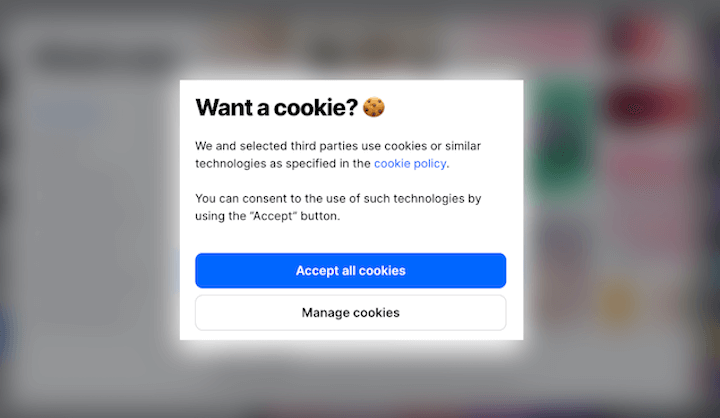 Want a cookie? 🍪
We and selected third parties use cookies or similar
technologies as specified in the cookie policy.
You can consent to the use of such technologies by
using the “Accept” button.
Accept all cookies
Manage cookies